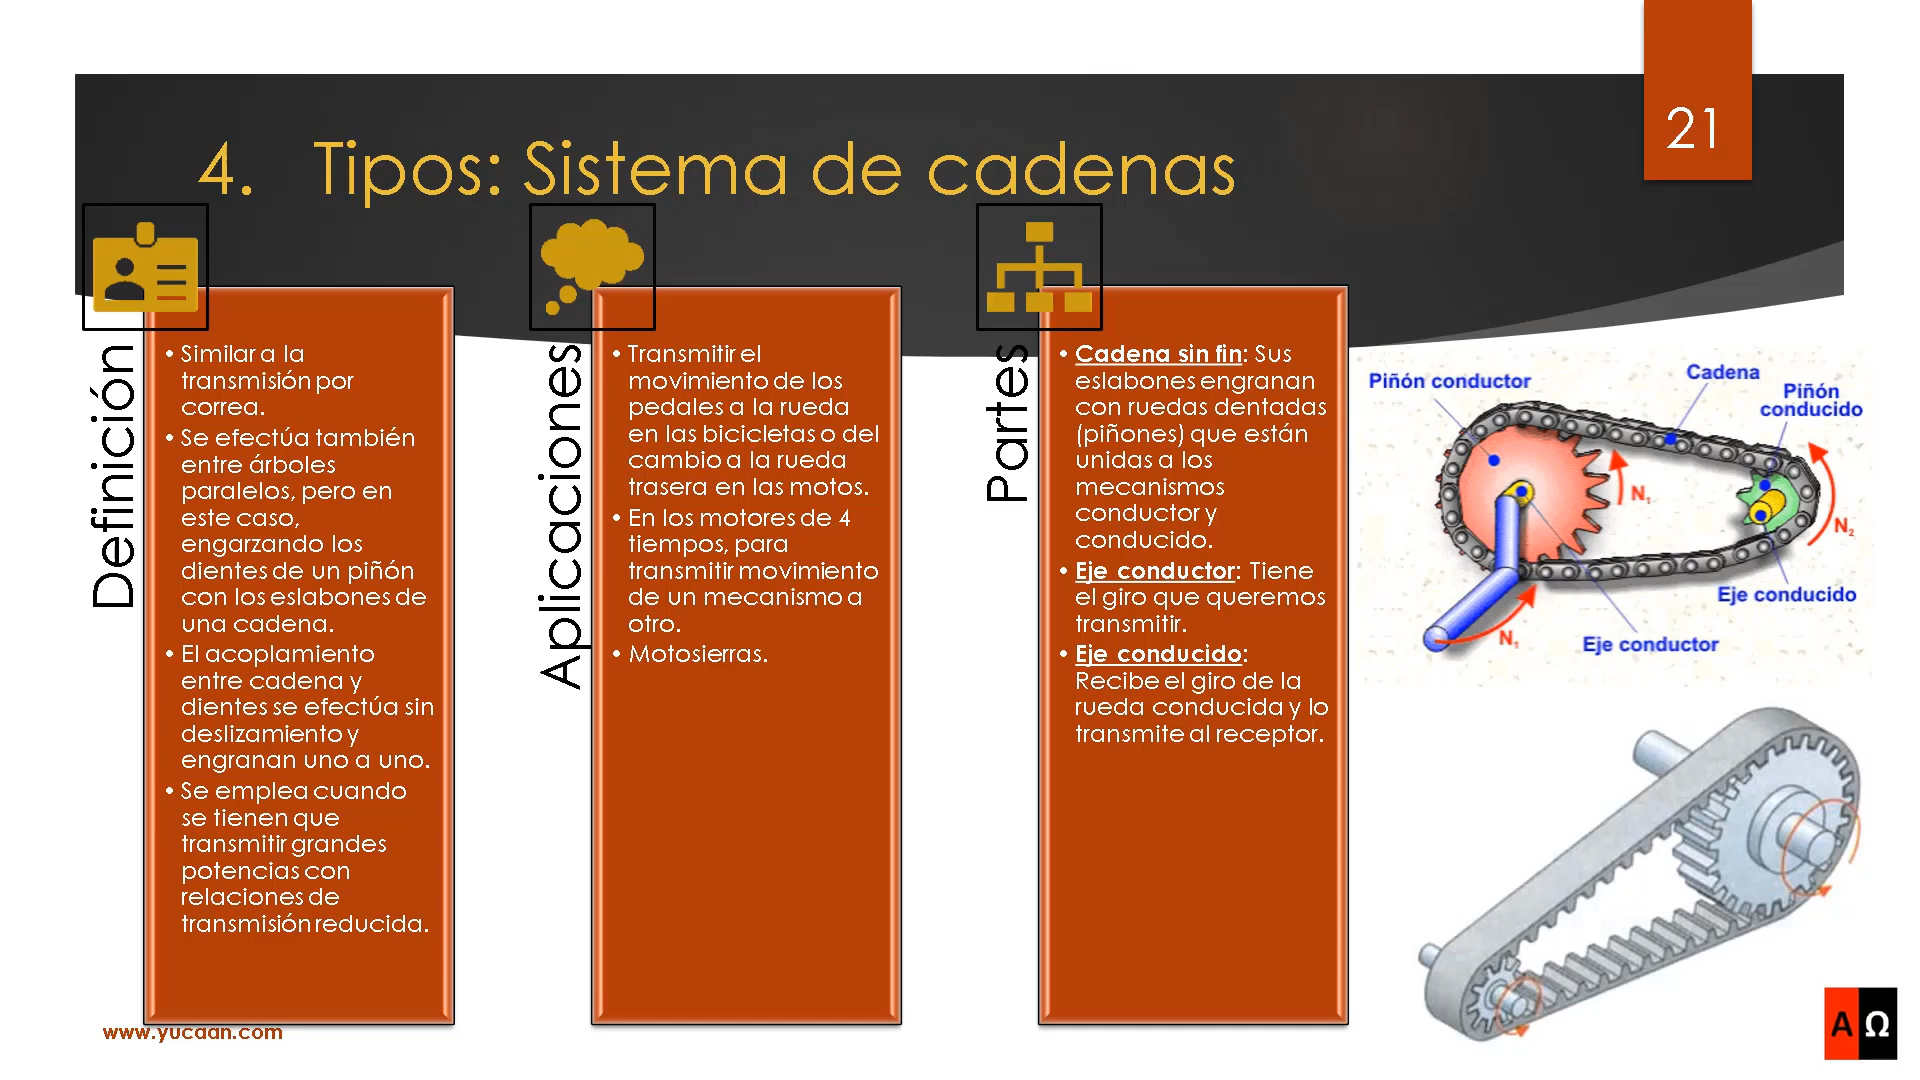 21
4. Tipos: Sistema de cadenas
Definición
• Similar a la
transmisión por
correa.
• Se efectúa también
entre árboles
paralelos, pero en
este caso,
engarzando los
dientes de un piñón
con los eslabones de
una cadena.
• El acoplamiento
entre cadena y
dientes se efectúa sin
deslizamiento y
engranan uno a uno.
• Se emplea cuando
se tienen que
transmitir grandes
potencias con
relaciones de
transmisión reducida.
Aplicaciones
• Transmitir el
movimiento de los
pedales a la rueda
en las bicicletas o del
cambio a la rueda
trasera en las motos.
• En los motores de 4
tiempos, para
transmitir movimiento
de un mecanismo a
otro.
• Motosierras.
Partes
• Cadena sin fin: Sus
eslabones engranan
con ruedas dentadas
(piñones) que están
unidas a los
mecanismos
conductor y
conducido.
• Eje conductor: Tiene
el giro que queremos
transmitir.
• Eje conducido:
Recibe el giro de la
rueda conducida y lo
transmite al receptor.
Piñón conductor
Cadena
Piñón
conducido
N₁
N₂
Eje conducido
N₁
Eje conductor
www.yucaan.com
A Ω